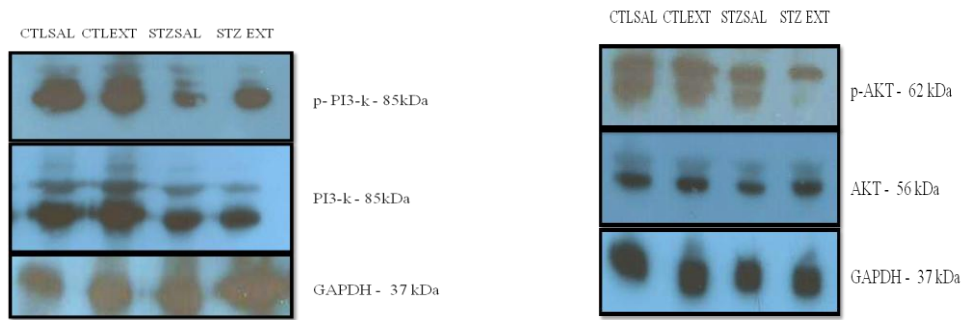 CTLSAL CTLEXT STZSAL STZ EXT
p- PI3-k - 85kDa
PI3-k - 85kDa
GAPDH - 37 kDa
CTLSAL CTLEXT STZSAL STZ EXT
p-AKT - 62 kDa
AKT - 56 kDa
GAPDH - 37 kDa